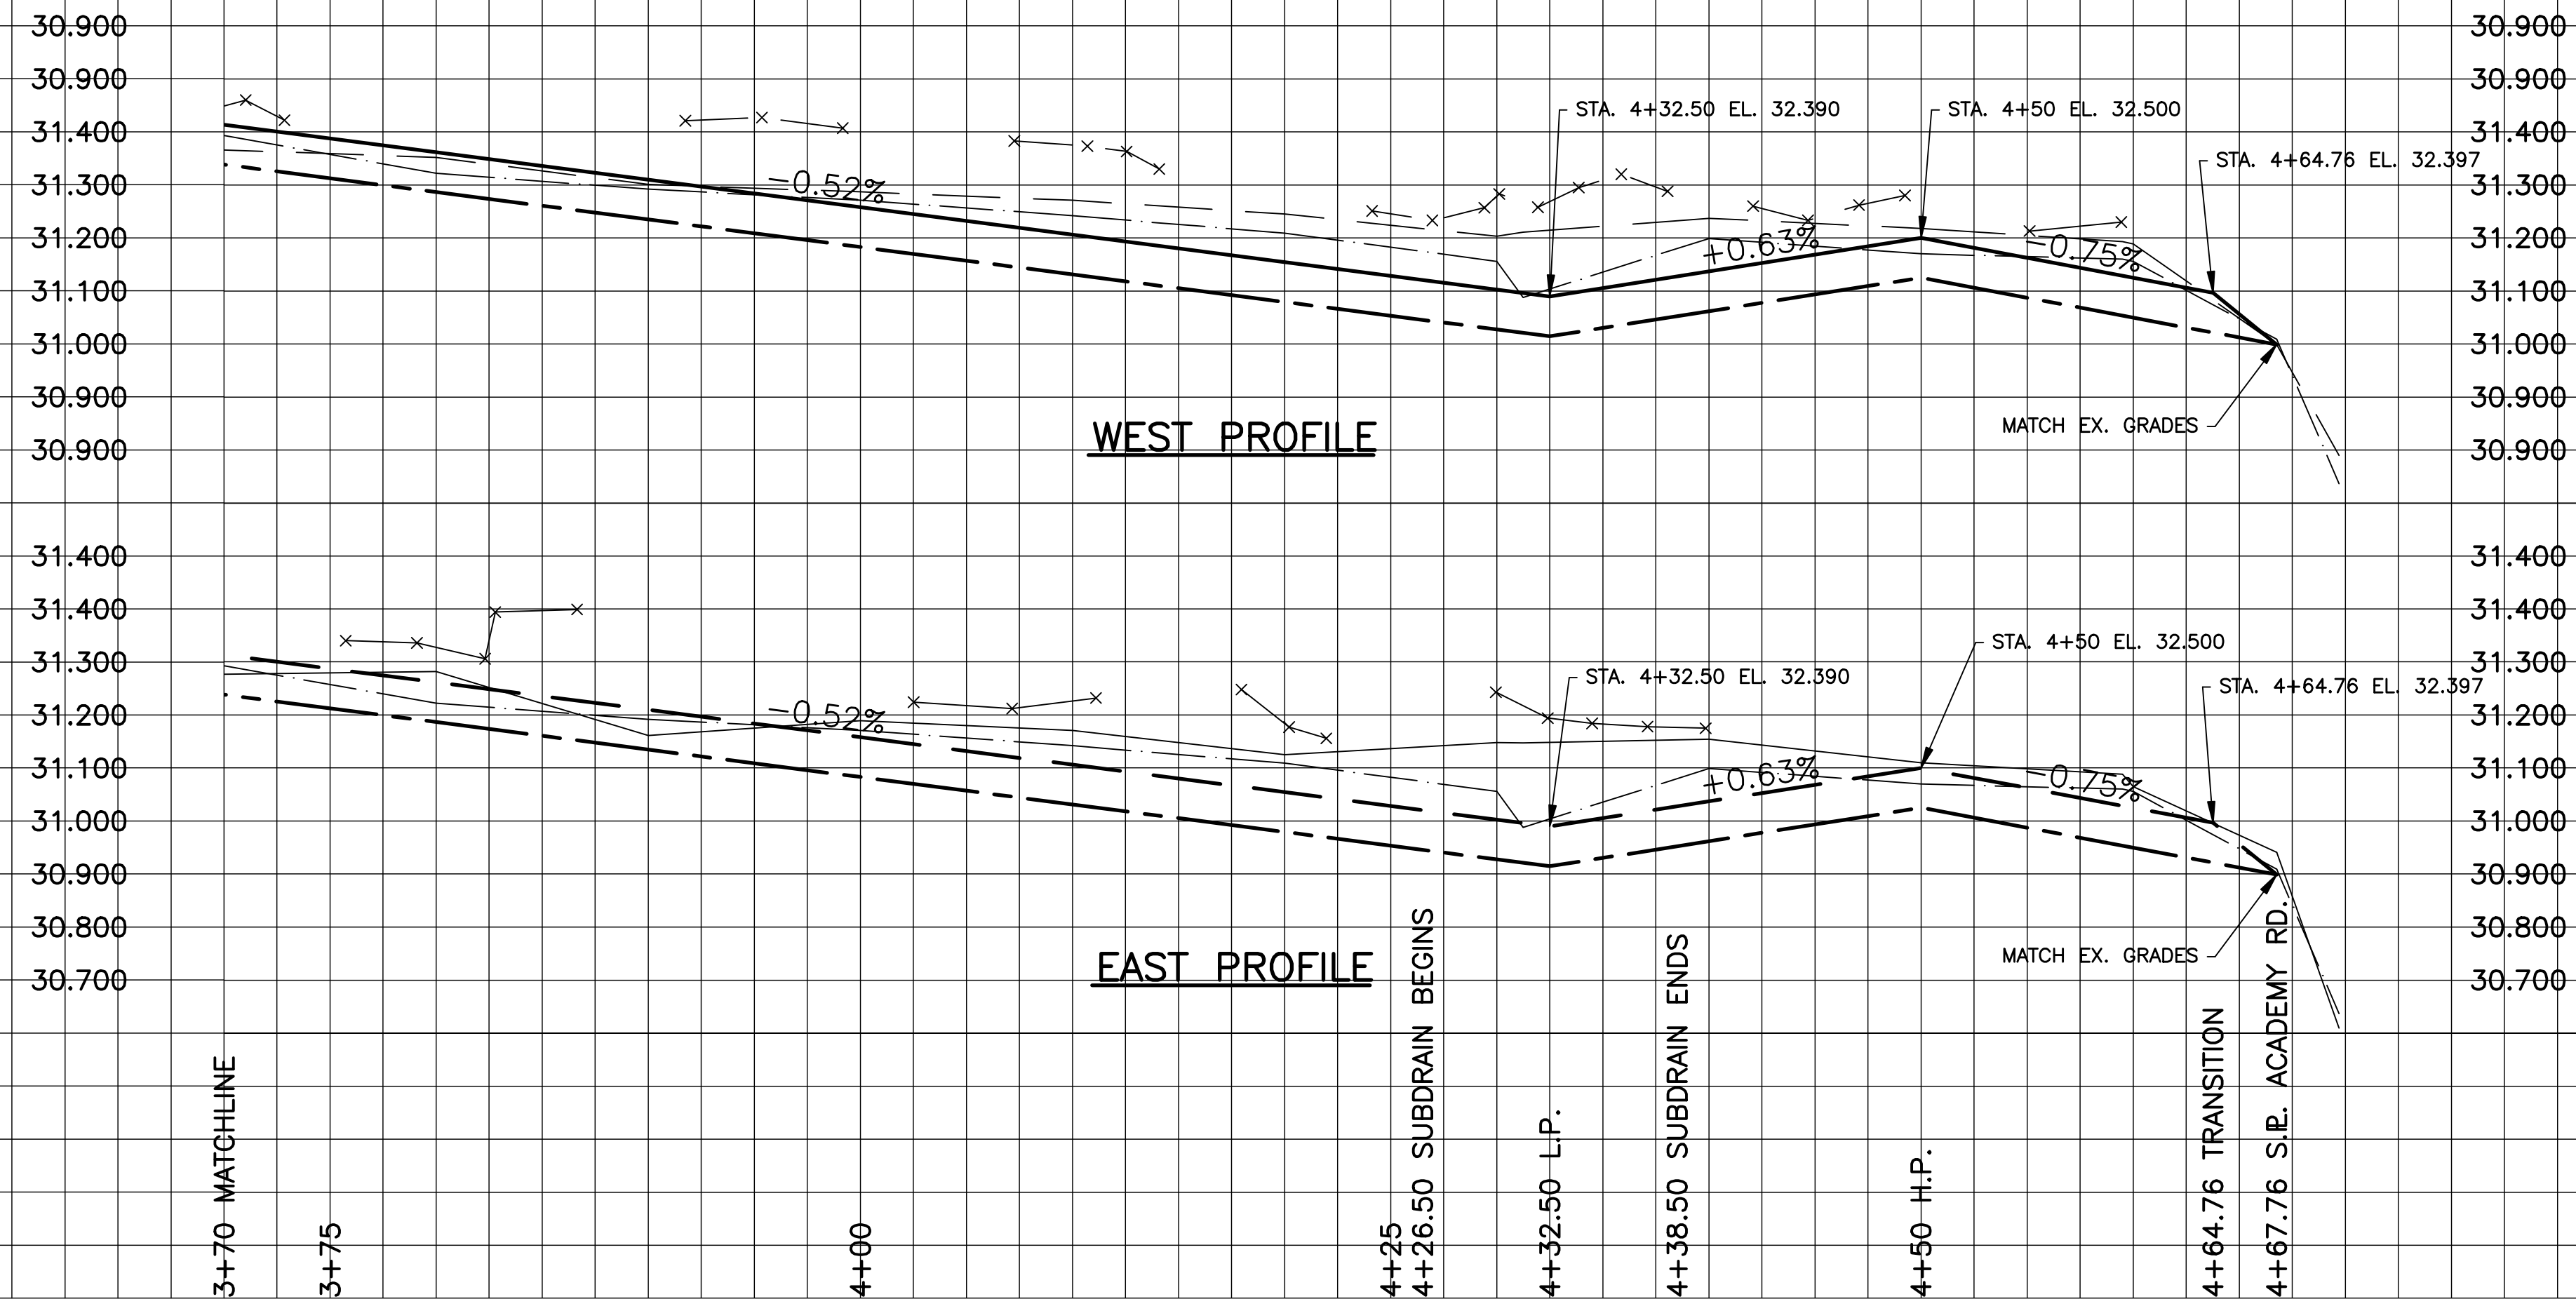 30.900 30.900
30.900 30.900
STA. 4+32.50 EL. 32.390 STA. 4+50 EL. 32.500
31.400 31.400
STA. 4+64.76 EL. 32.397
31.300 -0.52% 31.300
31.200 +0.63% -0.75% 31.200
31.100 31.100
31.000 31.000
30.900 30.900
MATCH EX. GRADES
WEST PROFILE
30.900 30.900
31.400 31.400
31.400 31.400
STA. 4+50 EL. 32.500
31.300 31.300
STA. 4+32.50 EL. 32.390
STA. 4+64.76 EL. 32.397
31.200 -0.52% 31.200
31.100 +0.63% -0.75% 31.100
31.000 31.000
30.900 30.900
30.800 30.800
MATCH EX. GRADES
EAST PROFILE
30.700 30.700
3+70 MATCHLINE
3+75
4+00
4+25
4+26.50 SUBDRAIN BEGINS
4+32.50 L.P.
4+38.50 SUBDRAIN ENDS
4+50 H.P.
4+64.76 TRANSITION
4+67.76 ACADEMY RD.